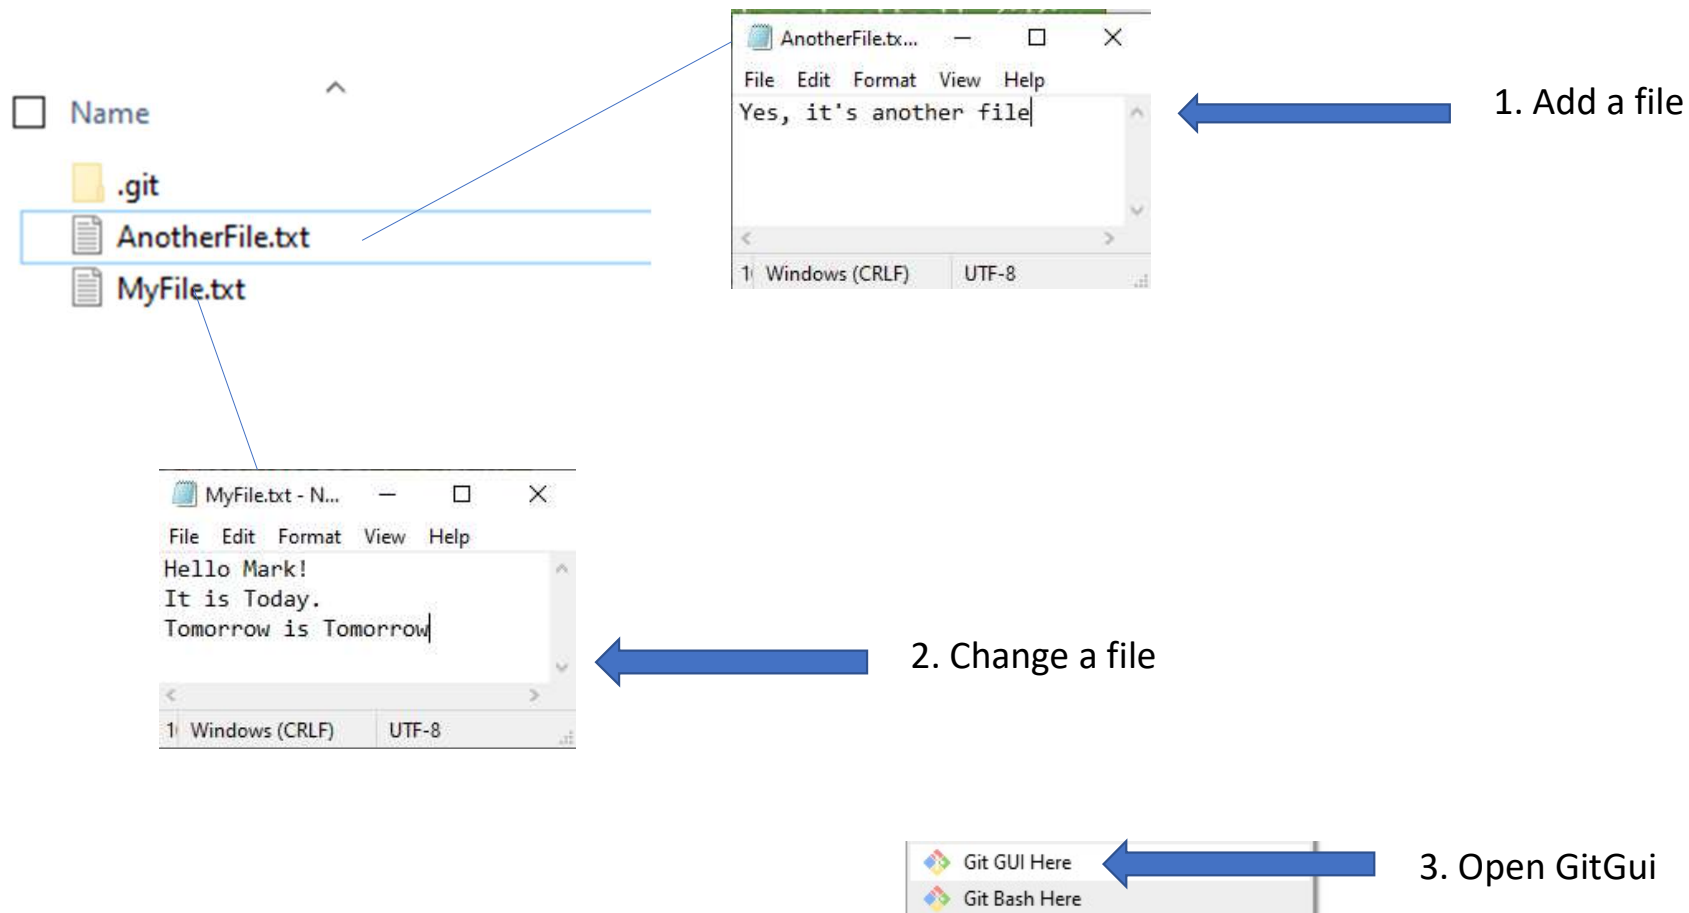 Name
.git
AnotherFile.txt
MyFile.txt
AnotherFile.tx...
File Edit Format View Help
Yes, it's another file
Windows (CRLF) UTF-8
1. Add a file
MyFile.txt - N...
File Edit Format View Help
Hello Mark!
It is Today.
Tomorrow is Tomorrow
Windows (CRLF) UTF-8
2. Change a file
Git GUI Here
Git Bash Here
3. Open GitGui